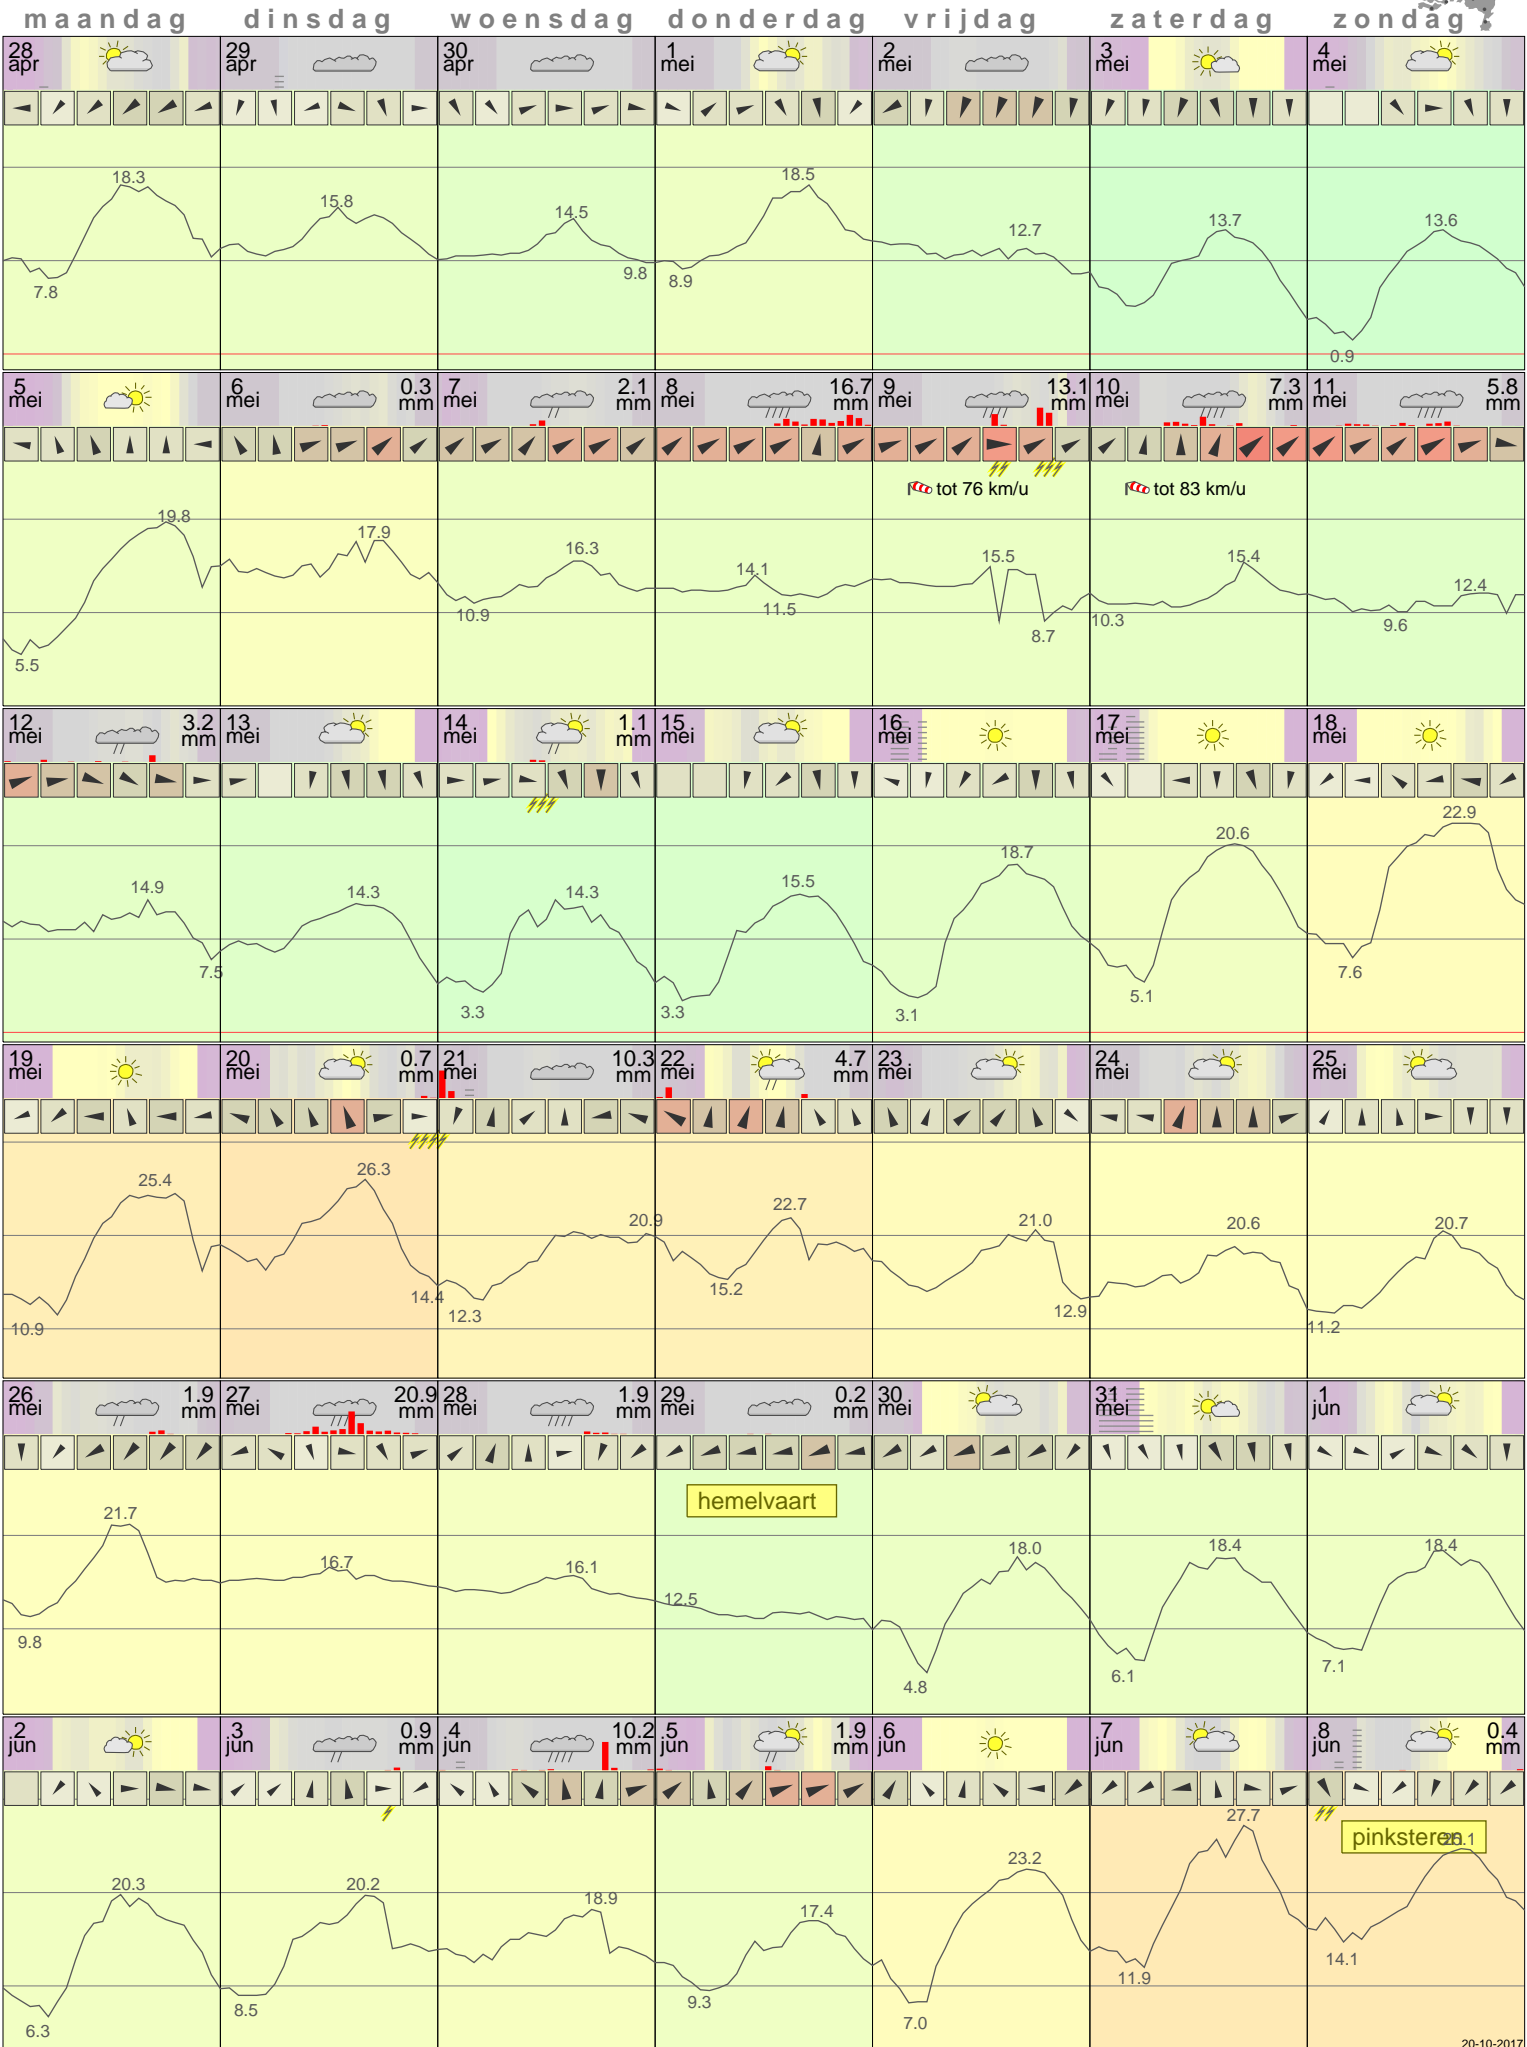 maandag dinsdag woensdag donderdag vrijdag zaterdag zondag
28 apr 29 apr 30 apr 1 mei 2 mei 3 mei 4 mei
18.3 15.8 14.5 18.5 12.7 13.7 13.6
7.8 9.8 8.9 0.9
5 mei 6 mei 0.3 mm 7 mei 2.1 mm 8 mei 16.7 mm 9 mei 13.1 mm 10 mei 7.3 mm 11 mei 5.8 mm
tot 76 km/u tot 83 km/u
19.8 17.9 16.3 14.1 15.5 15.4 12.4
5.5 10.9 11.5 8.7 10.3 9.6
12 mei 3.2 mm 13 mei 14 mei 1.1 mm 15 mei 16 mei 17 mei 18 mei
14.9 14.3 14.3 15.5 18.7 20.6 22.9
7.5 3.3 3.3 3.1 5.1 7.6
19 mei 20 mei 0.7 mm 21 mei 10.3 mm 22 mei 4.7 mm 23 mei 24 mei 25 mei
25.4 26.3 20.9 22.7 21.0 20.6 20.7
10.9 14.4 12.3 15.2 12.9 11.2
26 mei 1.9 mm 27 mei 20.9 mm 28 mei 1.9 mm 29 mei 0.2 mm 30 mei 31 mei 1 jun
hemelvaart
21.7 16.7 16.1 12.5 18.0 18.4 18.4
9.8 4.8 6.1 7.1
2 jun 3 jun 0.9 mm 4 jun 10.2 mm 5 jun 1.9 mm 6 jun 7 jun 8 jun 0.4 mm
pinksteren
20.3 20.2 18.9 17.4 23.2 27.7
6.3 8.5 9.3 7.0 11.9 14.1
20-10-2017